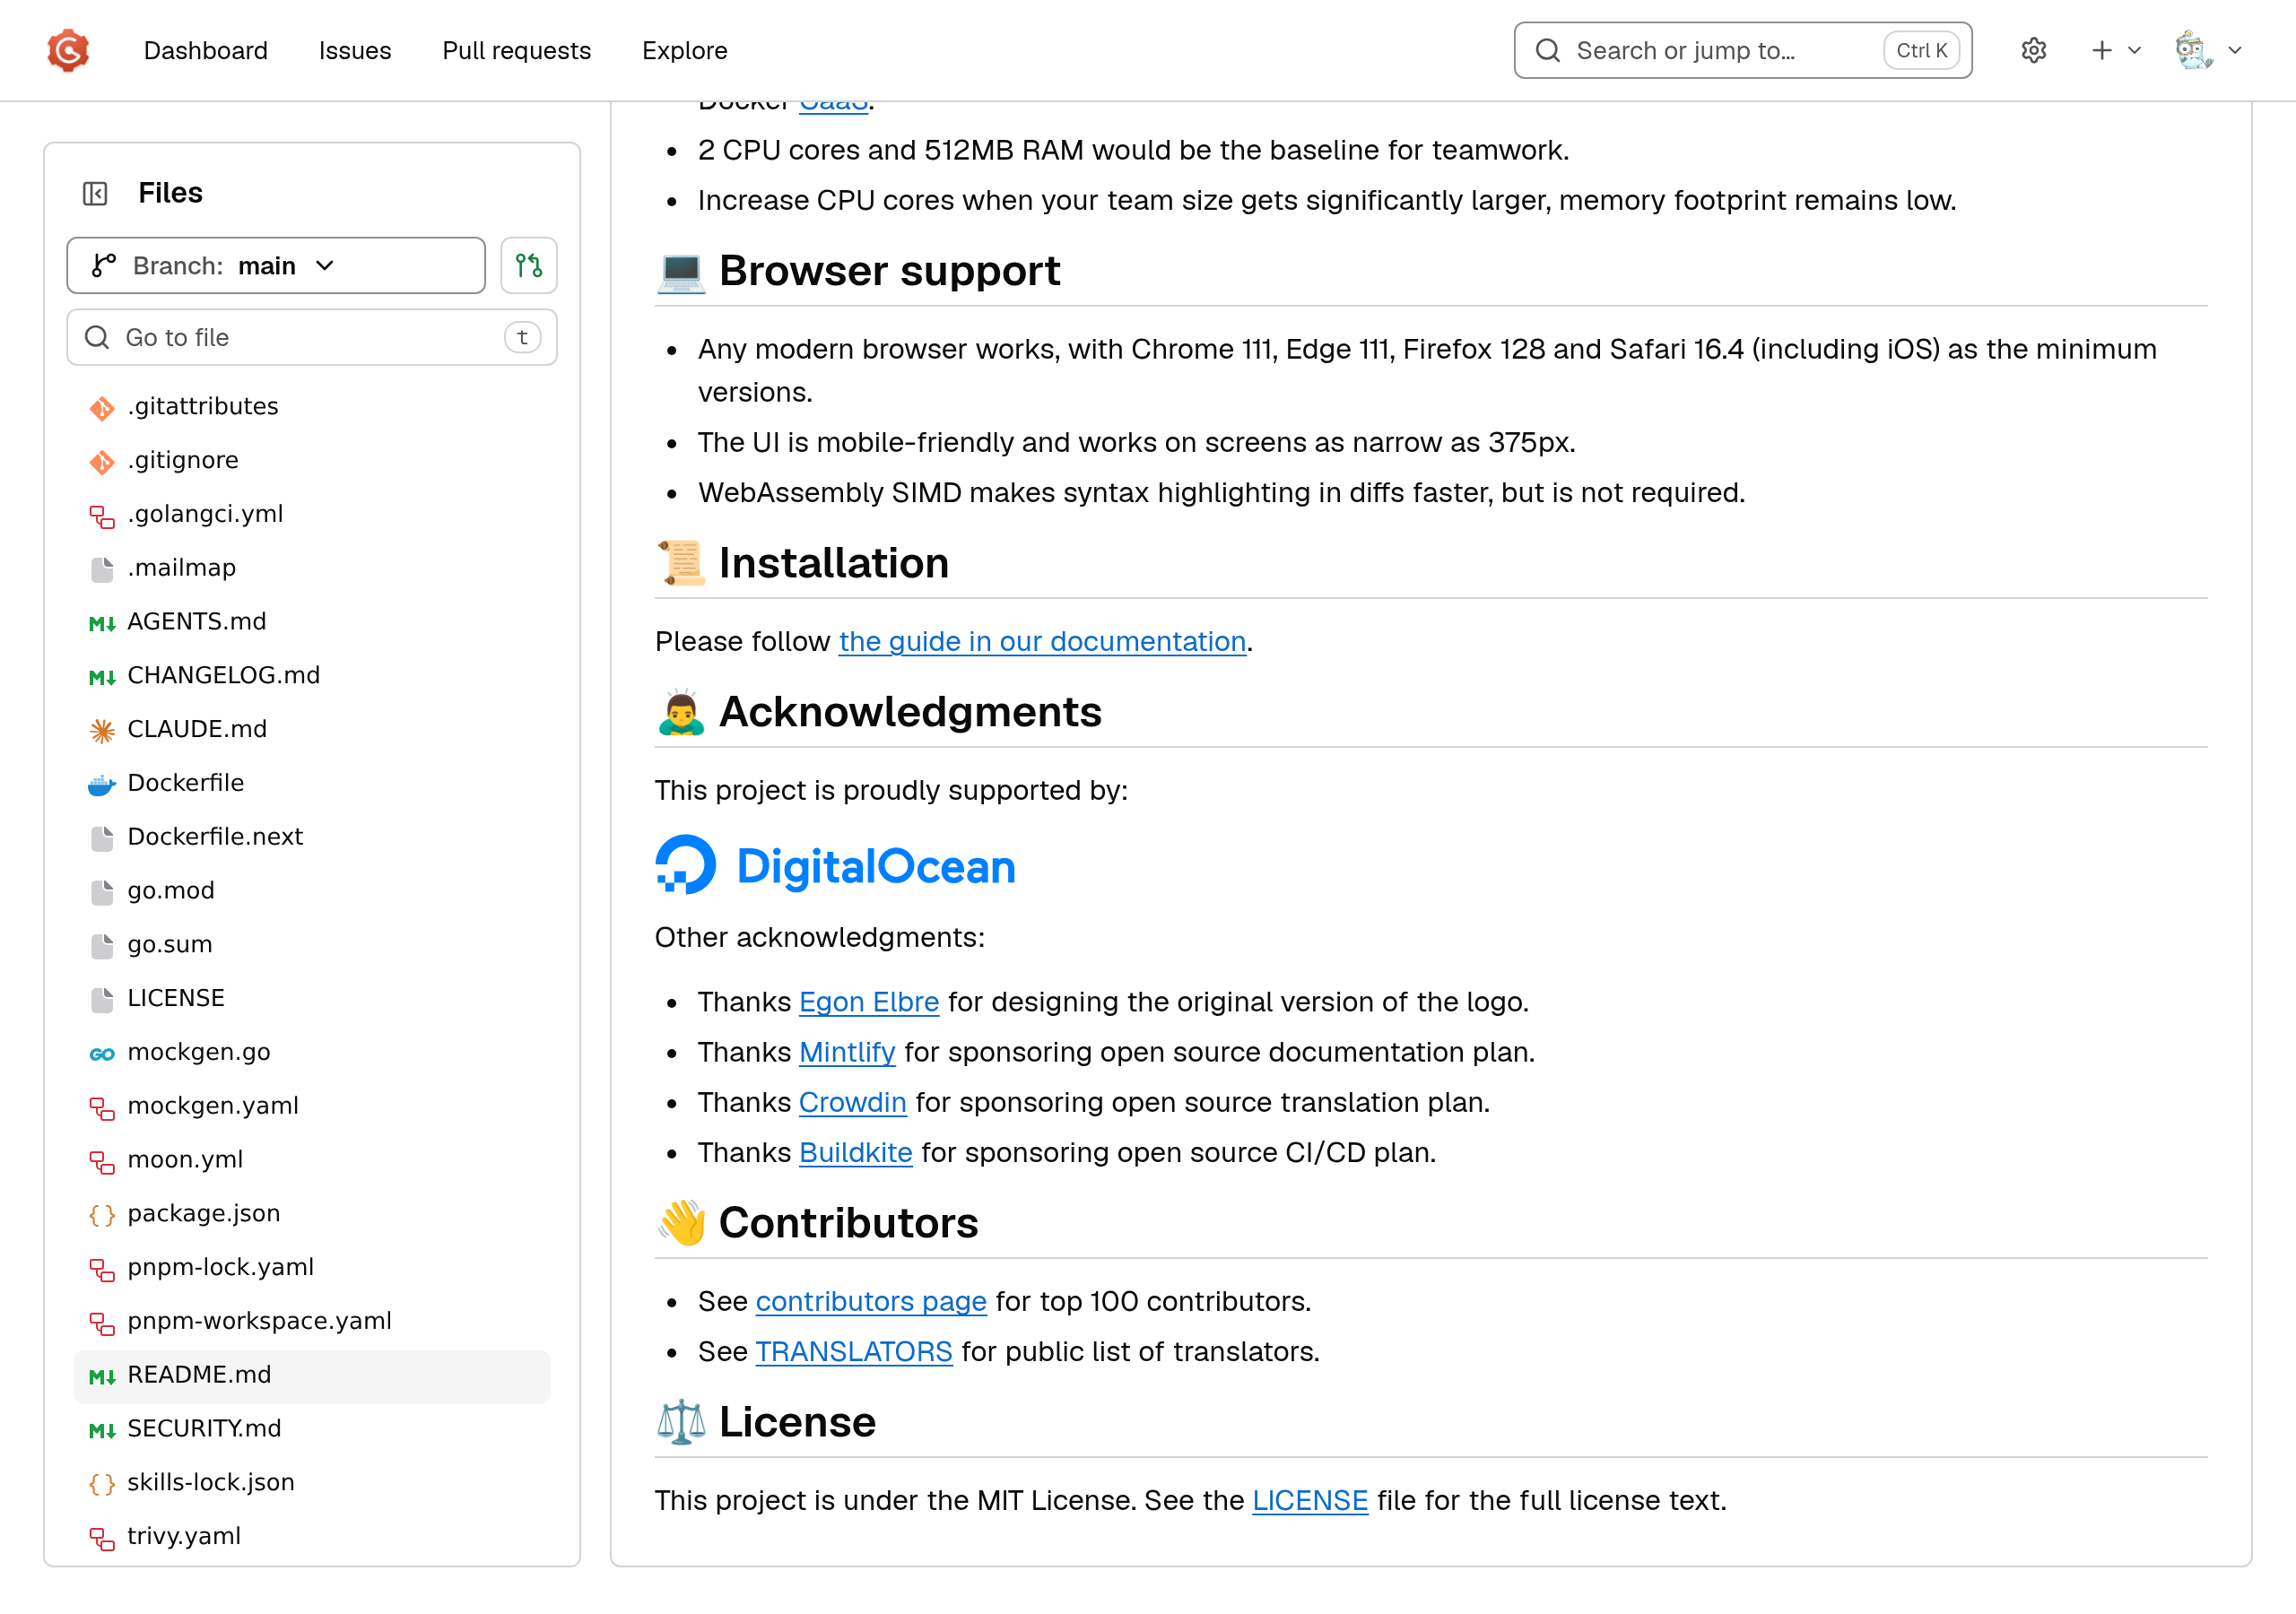 Dashboard
Issues
Pull requests
Explore
Search or jump to...
Ctrl K
Files
Branch: main
Go to file
t
.gitattributes
.gitignore
.golangci.yml
.mailmap
AGENTS.md
CHANGELOG.md
CLAUDE.md
Dockerfile
Dockerfile.next
go.mod
go.sum
LICENSE
mockgen.go
mockgen.yaml
moon.yml
package.json
pnpm-lock.yaml
pnpm-workspace.yaml
README.md
SECURITY.md
skills-lock.json
trivy.yaml
Docker CaaS.
2 CPU cores and 512MB RAM would be the baseline for teamwork.
Increase CPU cores when your team size gets significantly larger, memory footprint remains low.
💻 Browser support
Any modern browser works, with Chrome 111, Edge 111, Firefox 128 and Safari 16.4 (including iOS) as the minimum
versions.
The UI is mobile-friendly and works on screens as narrow as 375px.
WebAssembly SIMD makes syntax highlighting in diffs faster, but is not required.
📜 Installation
Please follow the guide in our documentation.
🙇‍♂️ Acknowledgments
This project is proudly supported by:
DigitalOcean
Other acknowledgments:
Thanks Egon Elbre for designing the original version of the logo.
Thanks Mintlify for sponsoring open source documentation plan.
Thanks Crowdin for sponsoring open source translation plan.
Thanks Buildkite for sponsoring open source CI/CD plan.
👋 Contributors
See contributors page for top 100 contributors.
See TRANSLATORS for public list of translators.
⚖️ License
This project is under the MIT License. See the LICENSE file for the full license text.